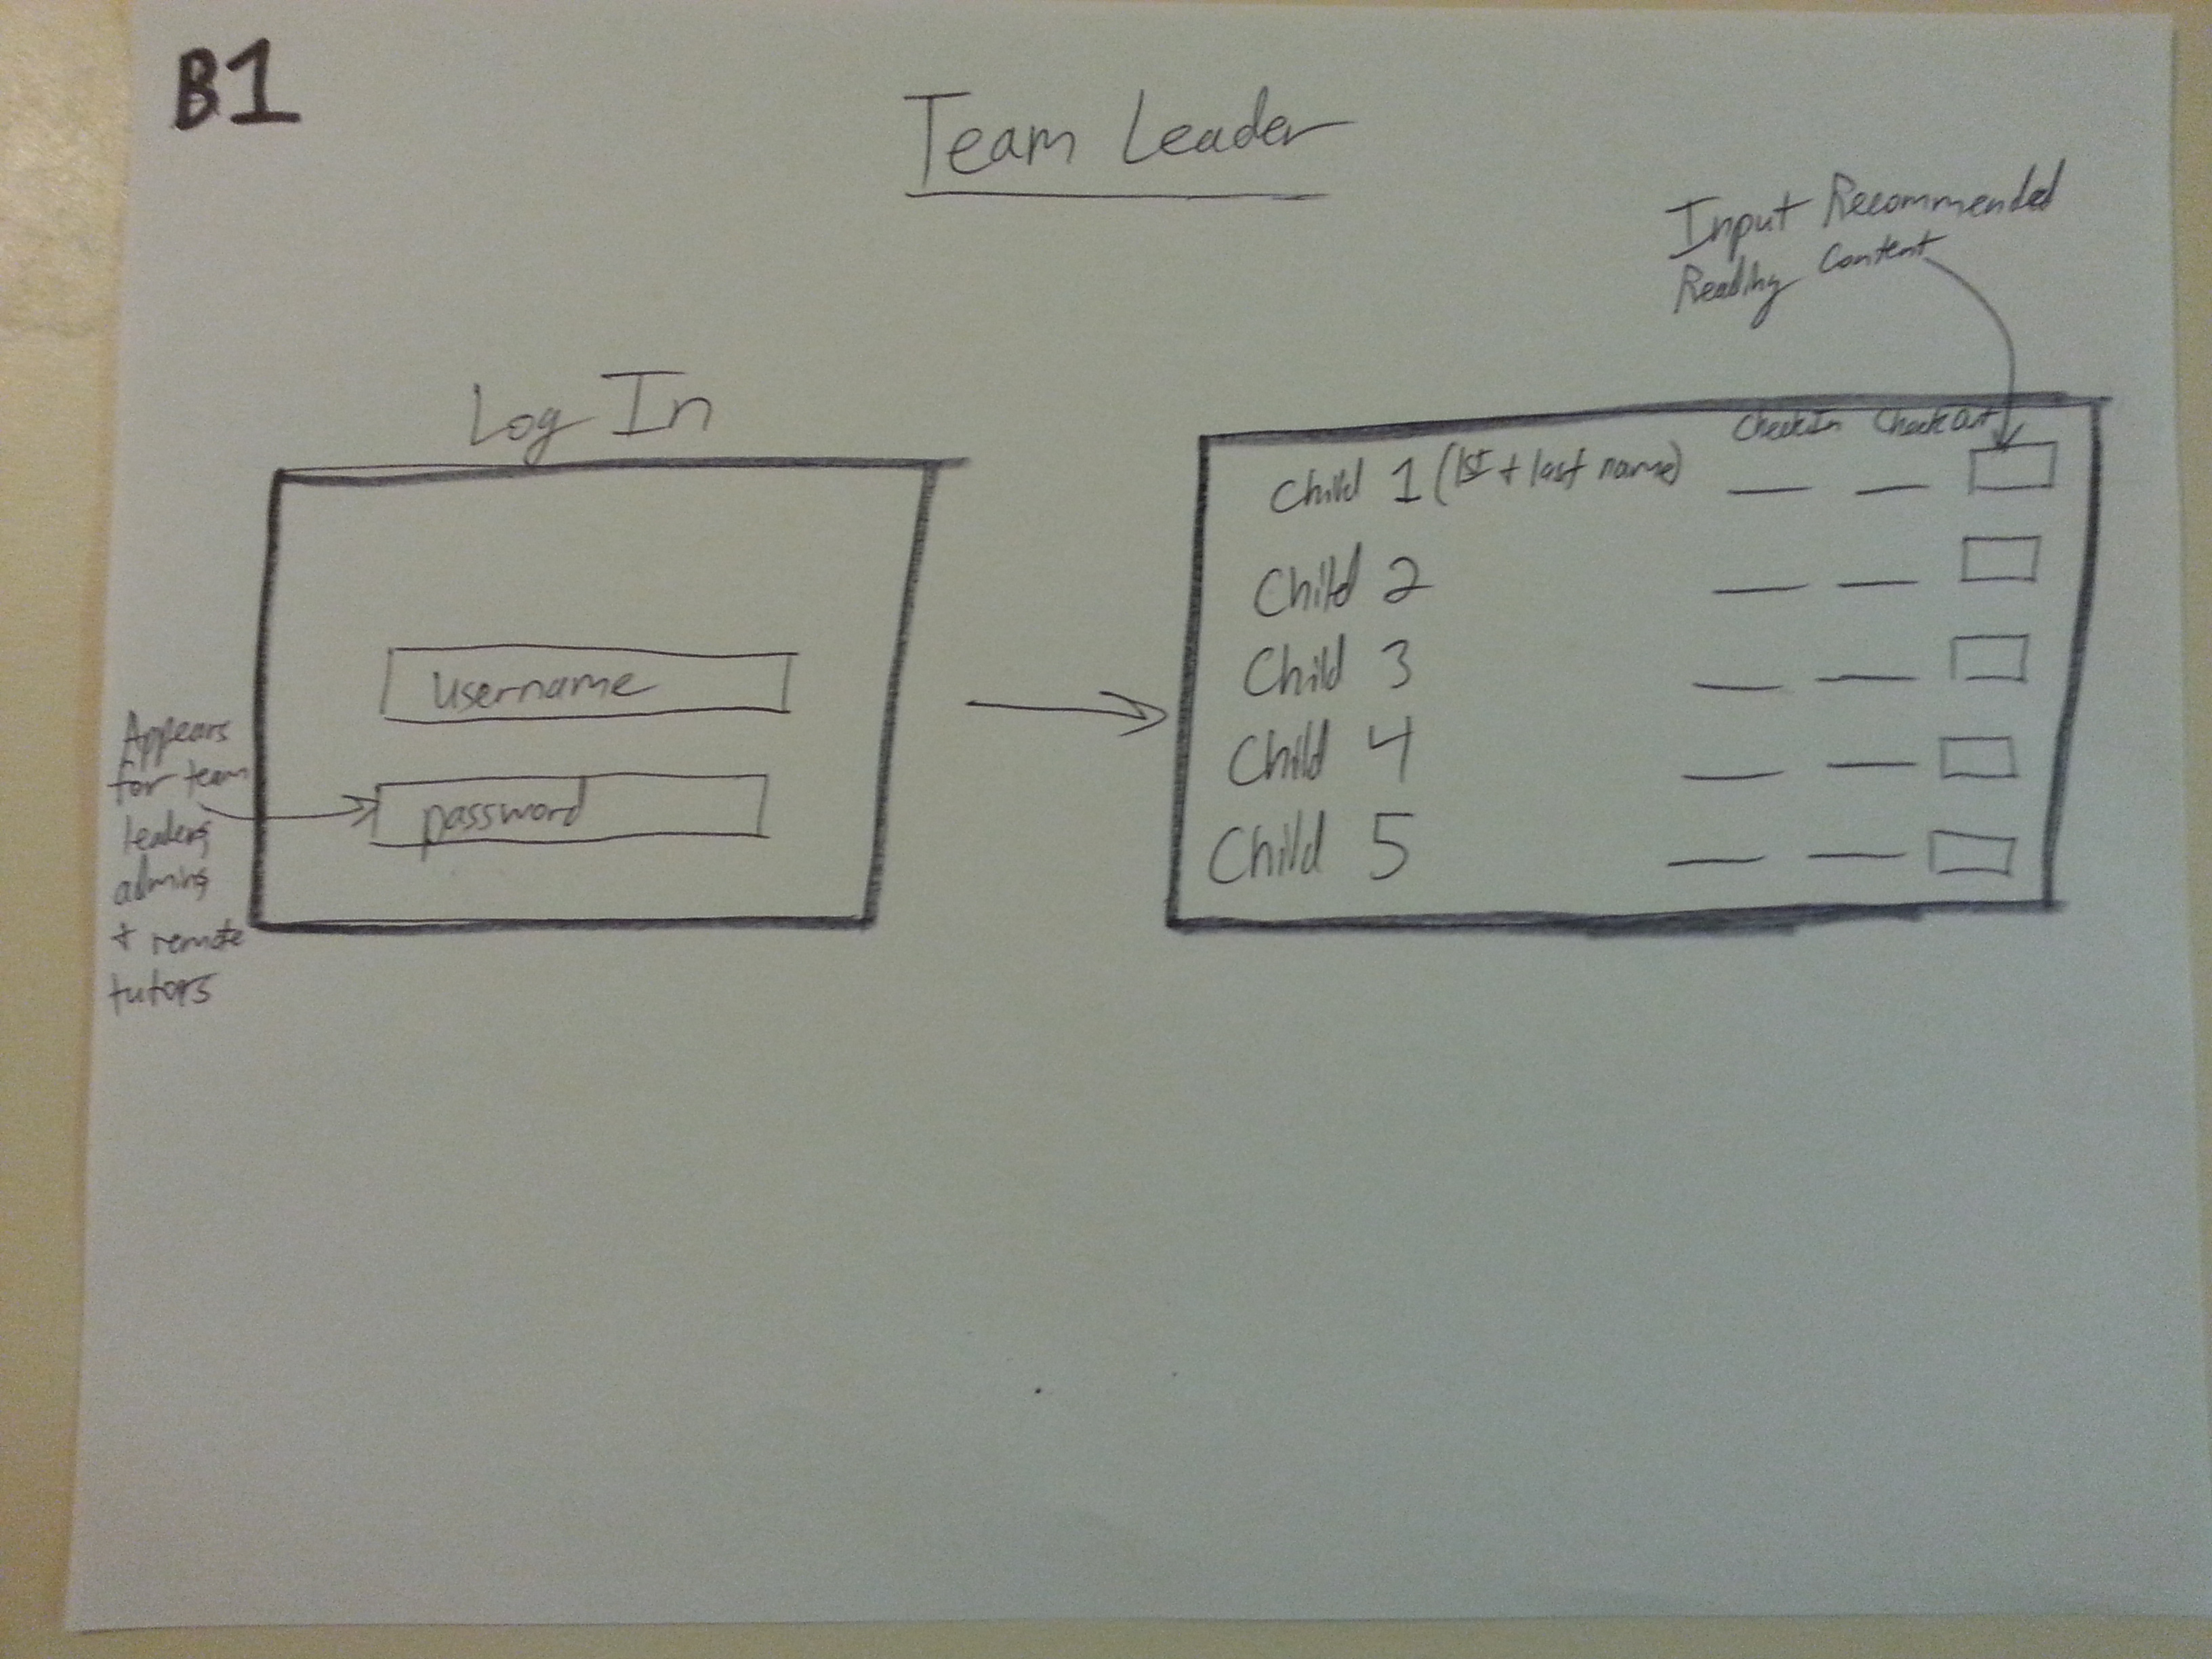 B1
Team Leader
Input Recommended
Reading Content
Log In
username
Appears
for team
leaders
admins
+ remote
tutors
password
Check In Check Out
Child 1 (1st + last name)
Child 2
Child 3
Child 4
Child 5